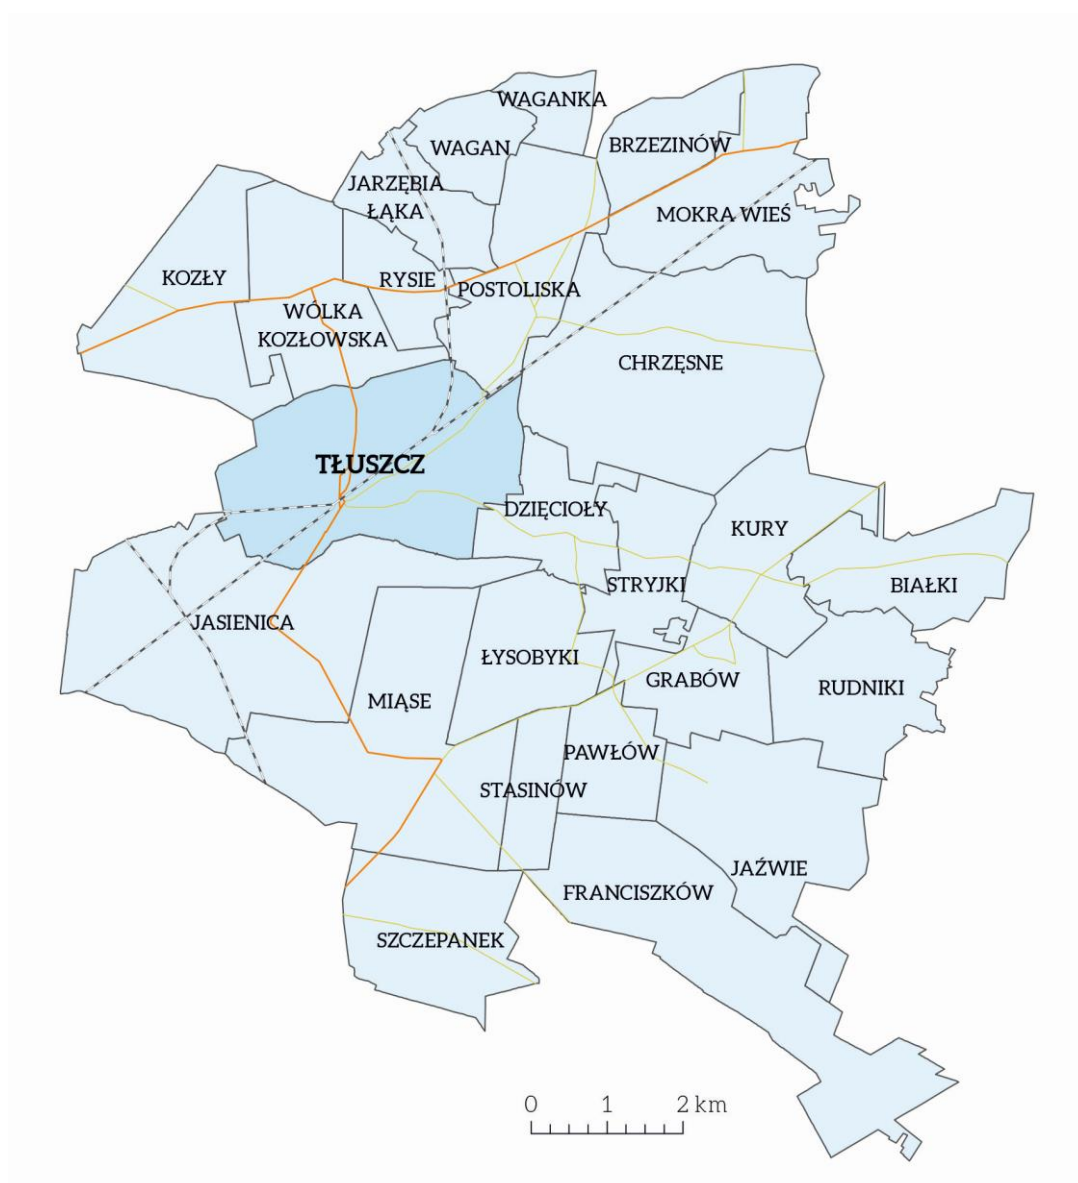 WAGANKA
WAGAN
BRZEZINÓW
JARZĘBIA
ŁĄKA
MOKRA WIEŚ
KOZŁY
RYSIE
POSTOLISKA
WÓLKA
KOZŁOWSKA
CHRZĘSNE
TŁUSZCZ
DZIĘCIOŁY
KURY
STRYJKI
BIAŁKI
JASIENICA
ŁYSOBYKI
GRABÓW
RUDNIKI
MIĄSE
PAWŁÓW
STASINÓW
JAŹWIE
FRANCISZKÓW
SZCZEPANEK
0 1 2 km